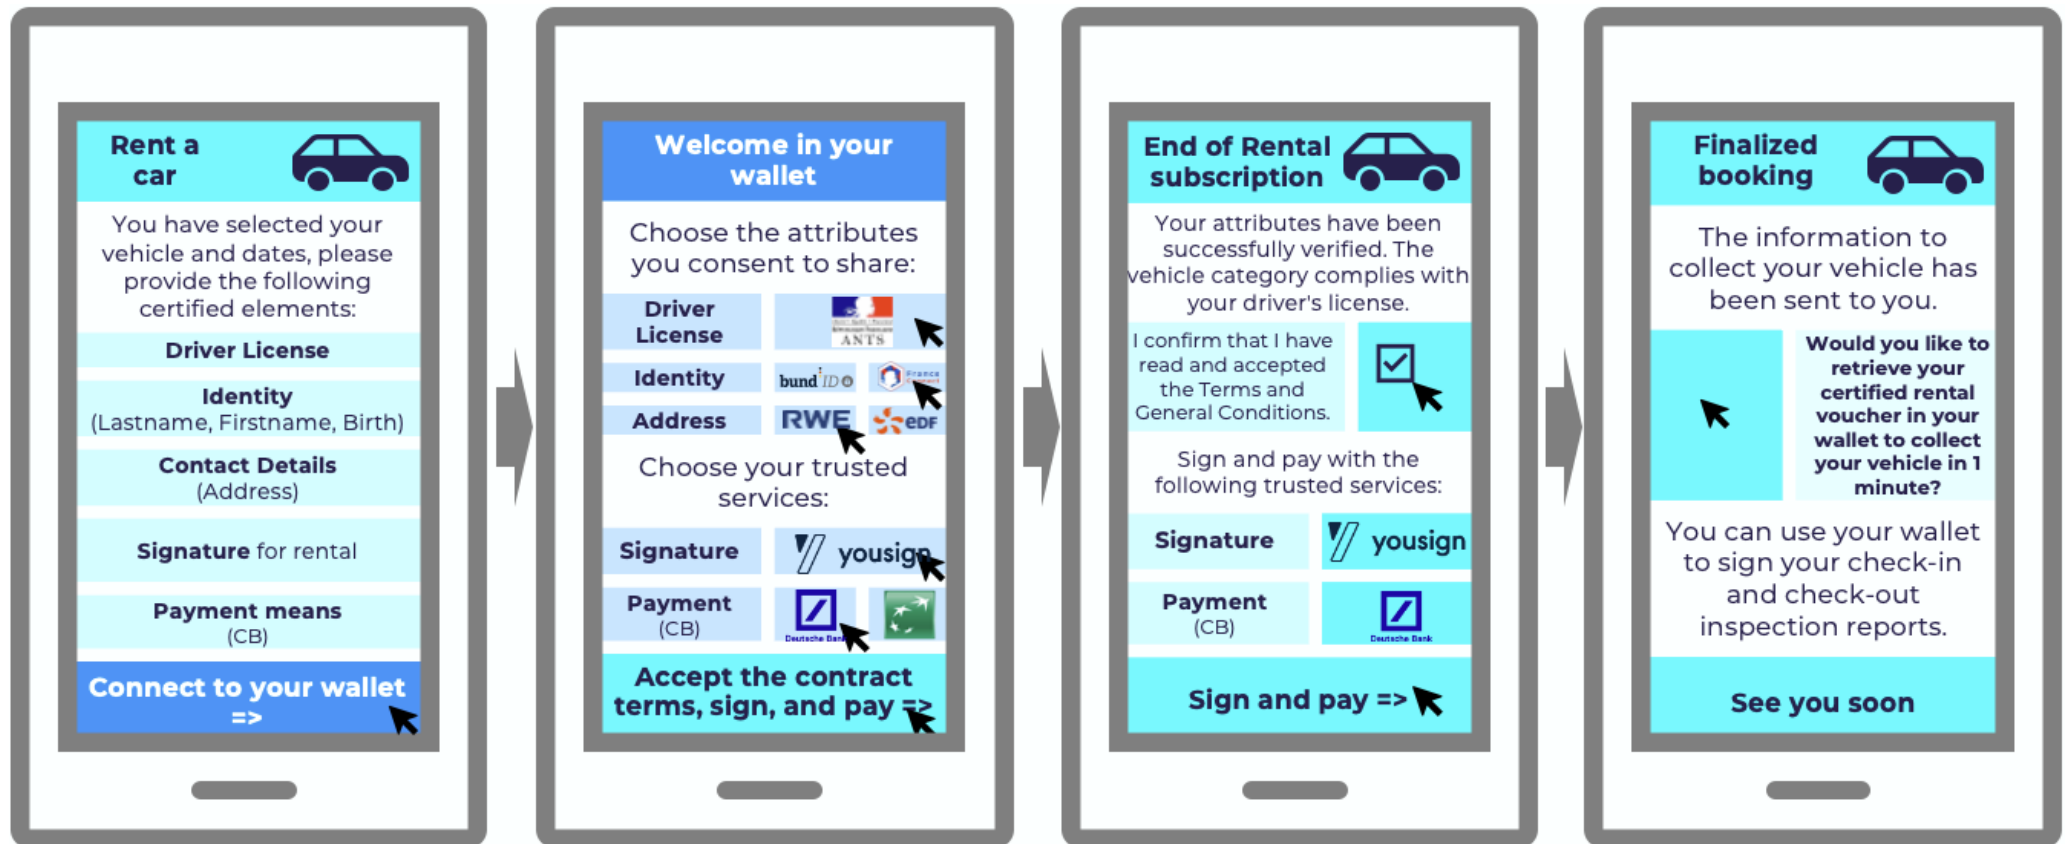 Rent a
car
You have selected your
vehicle and dates, please
provide the following
certified elements:
Driver License
Identity
(Lastname, Firstname, Birth)
Contact Details
(Address)
Signature for rental
Payment means
(CB)
Connect to your wallet
=>
Welcome in your
wallet
Choose the attributes
you consent to share:
Driver
License
ANTS
Identity
bund ID
France
Address
RWE
edf
Choose your trusted
services:
Signature
yousign
Payment
(CB)
Deutsche Bank
Accept the contract
terms, sign, and pay =>
End of Rental
subscription
Your attributes have been
successfully verified. The
vehicle category complies with
your driver's license.
I confirm that I have
read and accepted
the Terms and
General Conditions.
Sign and pay with the
following trusted services:
Signature
yousign
Payment
(CB)
Deutsche Bank
Sign and pay =>
Finalized
booking
The information to
collect your vehicle has
been sent to you.
Would you like to
retrieve your
certified rental
voucher in your
wallet to collect
your vehicle in 1
minute?
You can use your wallet
to sign your check-in
and check-out
inspection reports.
See you soon